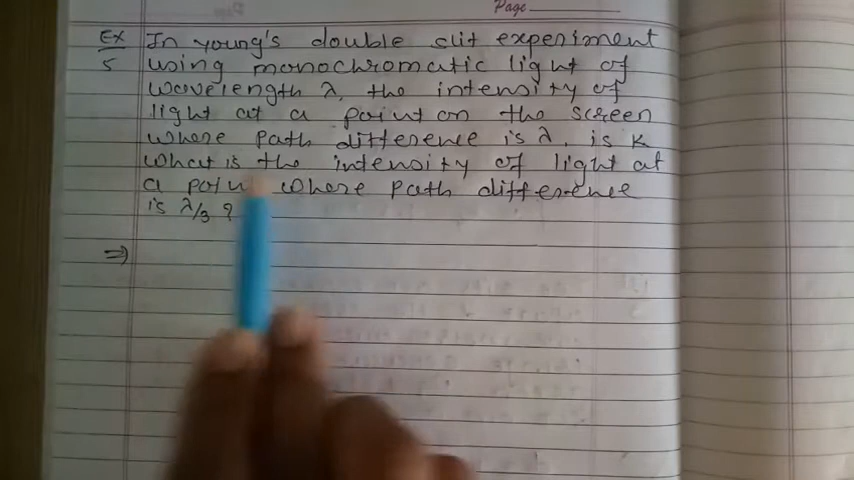 Page
Ex In young's double slit experiment
5 using monochromatic light of
wavelength λ, the intensity of
light at a point on the screen
where path difference is λ, is K
what is the intensity of light at
a where path difference
is λ/3 ?
⇒